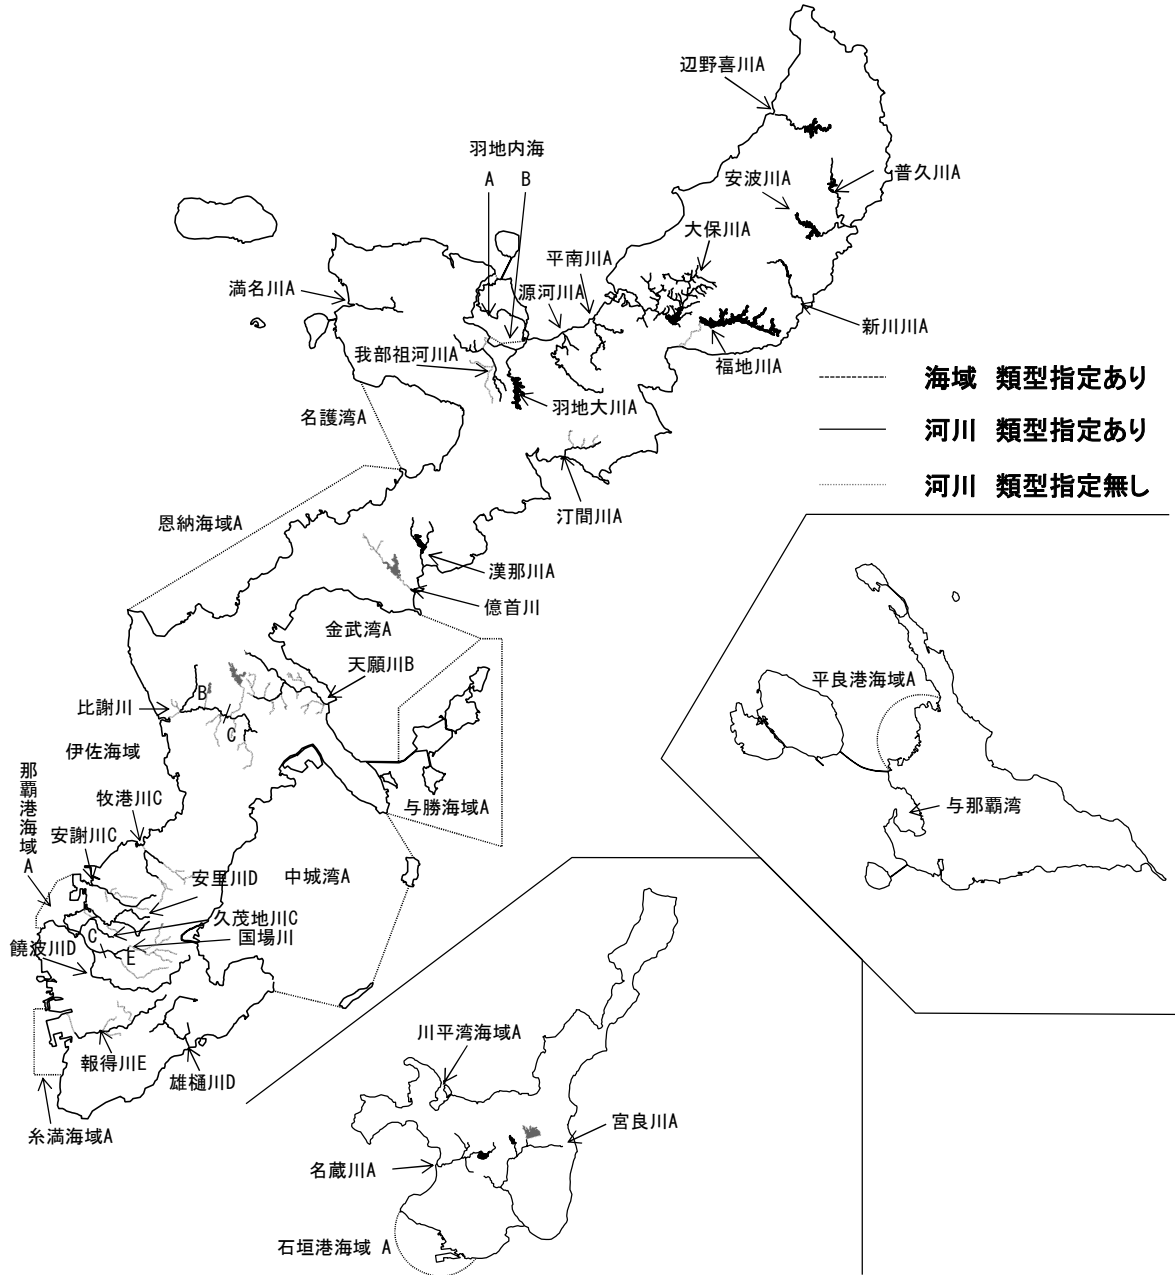 辺野喜川A
羽地内海
A B
安波川A
普久川A
大保川A
平南川A
源河川A
満名川A
新川川A
我部祖河川A
福地川A
海域 類型指定あり
羽地大川A
名護湾A
河川 類型指定あり
河川 類型指定無し
汀間川A
恩納海域A
漢那川A
億首川
金武湾A
天願川B
平良港海域A
B
比謝川
C
伊佐海域
那覇港海域A
牧港川C
与勝海域A
与那覇湾
安謝川C
安里川D
中城湾A
久茂地川C
C
国場川
饒波川D
E
川平湾海域A
報得川E
雄樋川D
宮良川A
糸満海域A
名蔵川A
石垣港海域 A